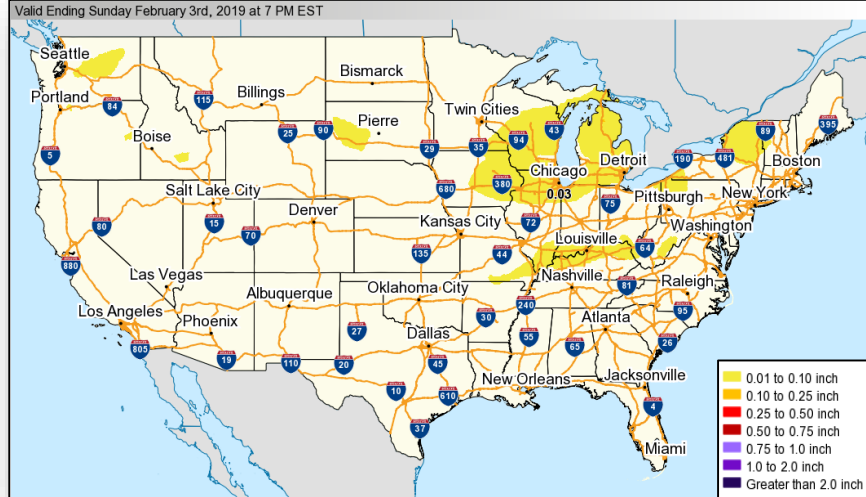 Valid Ending Sunday February 3rd, 2019 at 7 PM EST
Seattle
Portland
84
5
Boise
115
Billings
Bismarck
Twin Cities
25
90
Pierre
29
35
94
43
Chicago
0.03
Detroit
190
481
89
395
Boston
New York
Pittsburgh
Washington
Salt Lake City
15
80
880
70
Denver
680
380
72
75
Kansas City
135
44
Louisville
64
Las Vegas
Los Angeles
805
Phoenix
19
Albuquerque
110
Oklahoma City
27
20
Dallas
30
240
Nashville
81
Raleigh
95
Atlanta
26
55
65
45
10
610
37
New Orleans
Jacksonville
4
Miami
0.01 to 0.10 inch
0.10 to 0.25 inch
0.25 to 0.50 inch
0.50 to 0.75 inch
0.75 to 1.0 inch
1.0 to 2.0 inch
Greater than 2.0 inch